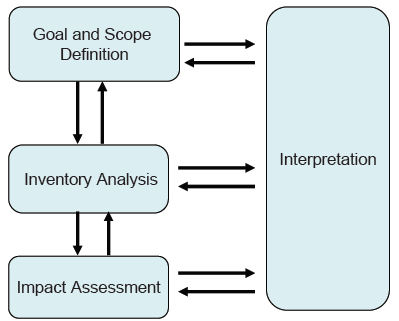 Goal and Scope
Definition
Inventory Analysis
Interpretation
Impact Assessment